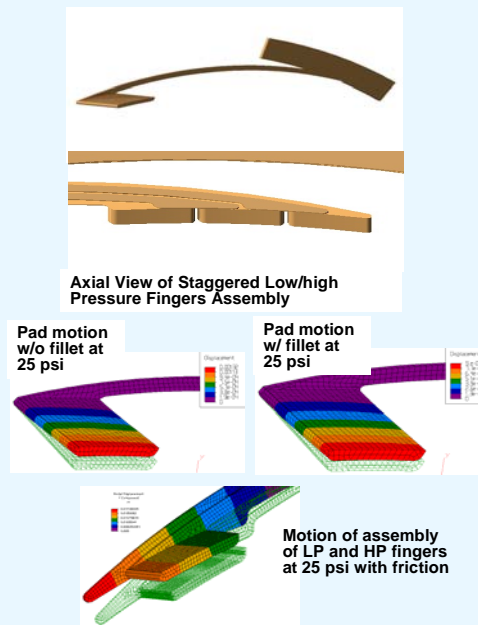 Axial View of Staggered Low/high
Pressure Fingers Assembly
Pad motion
w/o fillet at
25 psi
Pad motion
w/ fillet at
25 psi
Displacement
Displacement
Motion of assembly
of LP and HP fingers
at 25 psi with friction